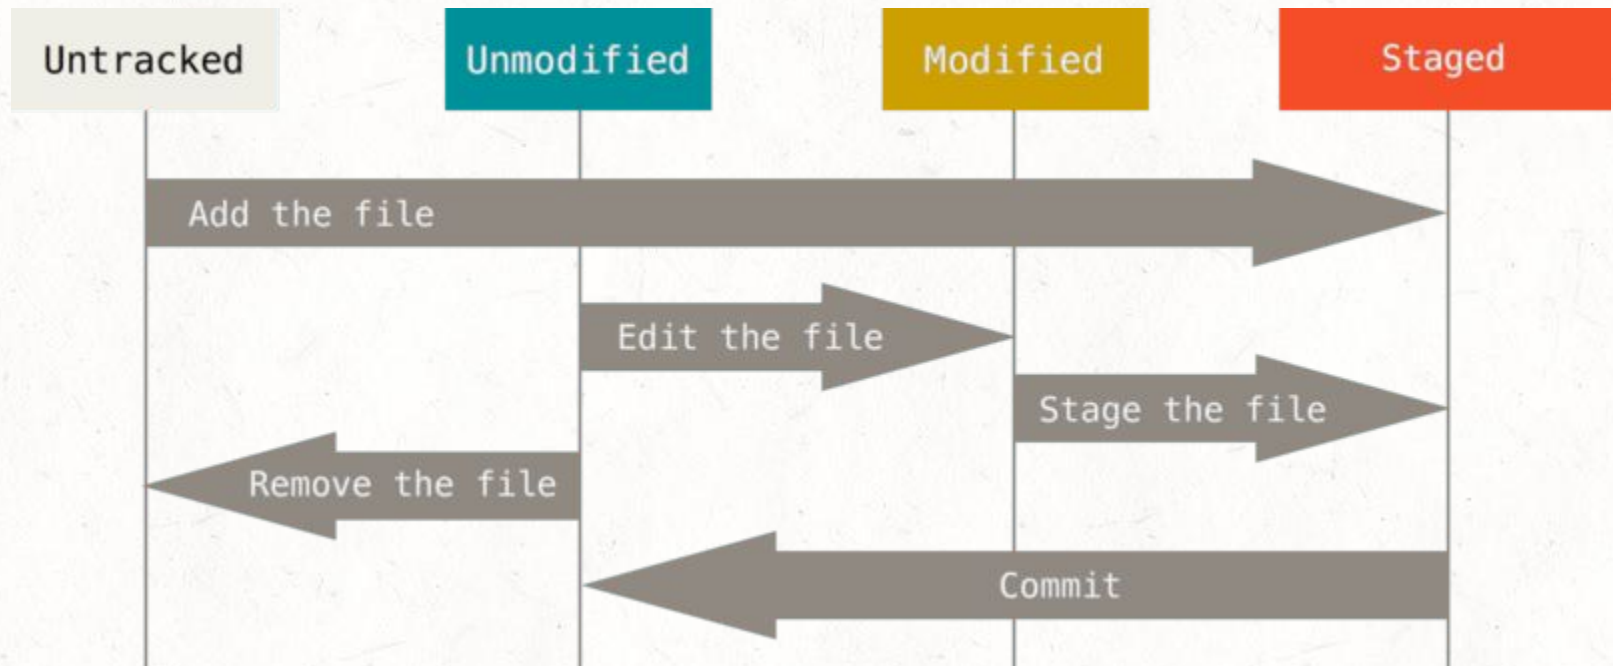 Untracked
Unmodified
Modified
Staged
Add the file
Edit the file
Stage the file
Remove the file
Commit